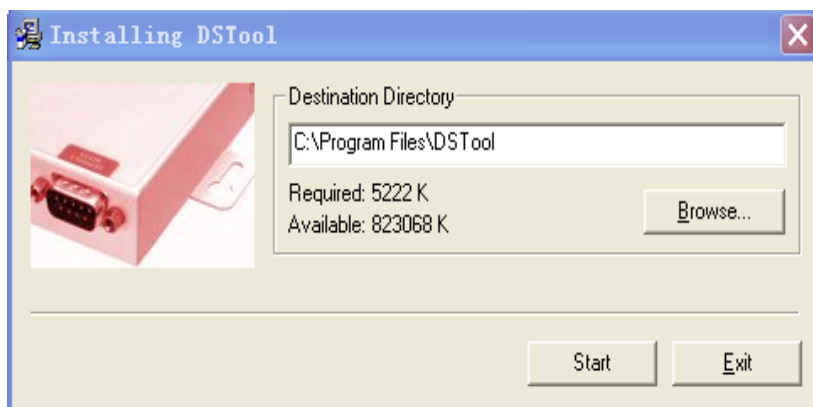 Installing DSTool
Destination Directory
C:\Program Files\DSTool
Required: 5222 K
Available: 823068 K
Browse...
Start
Exit